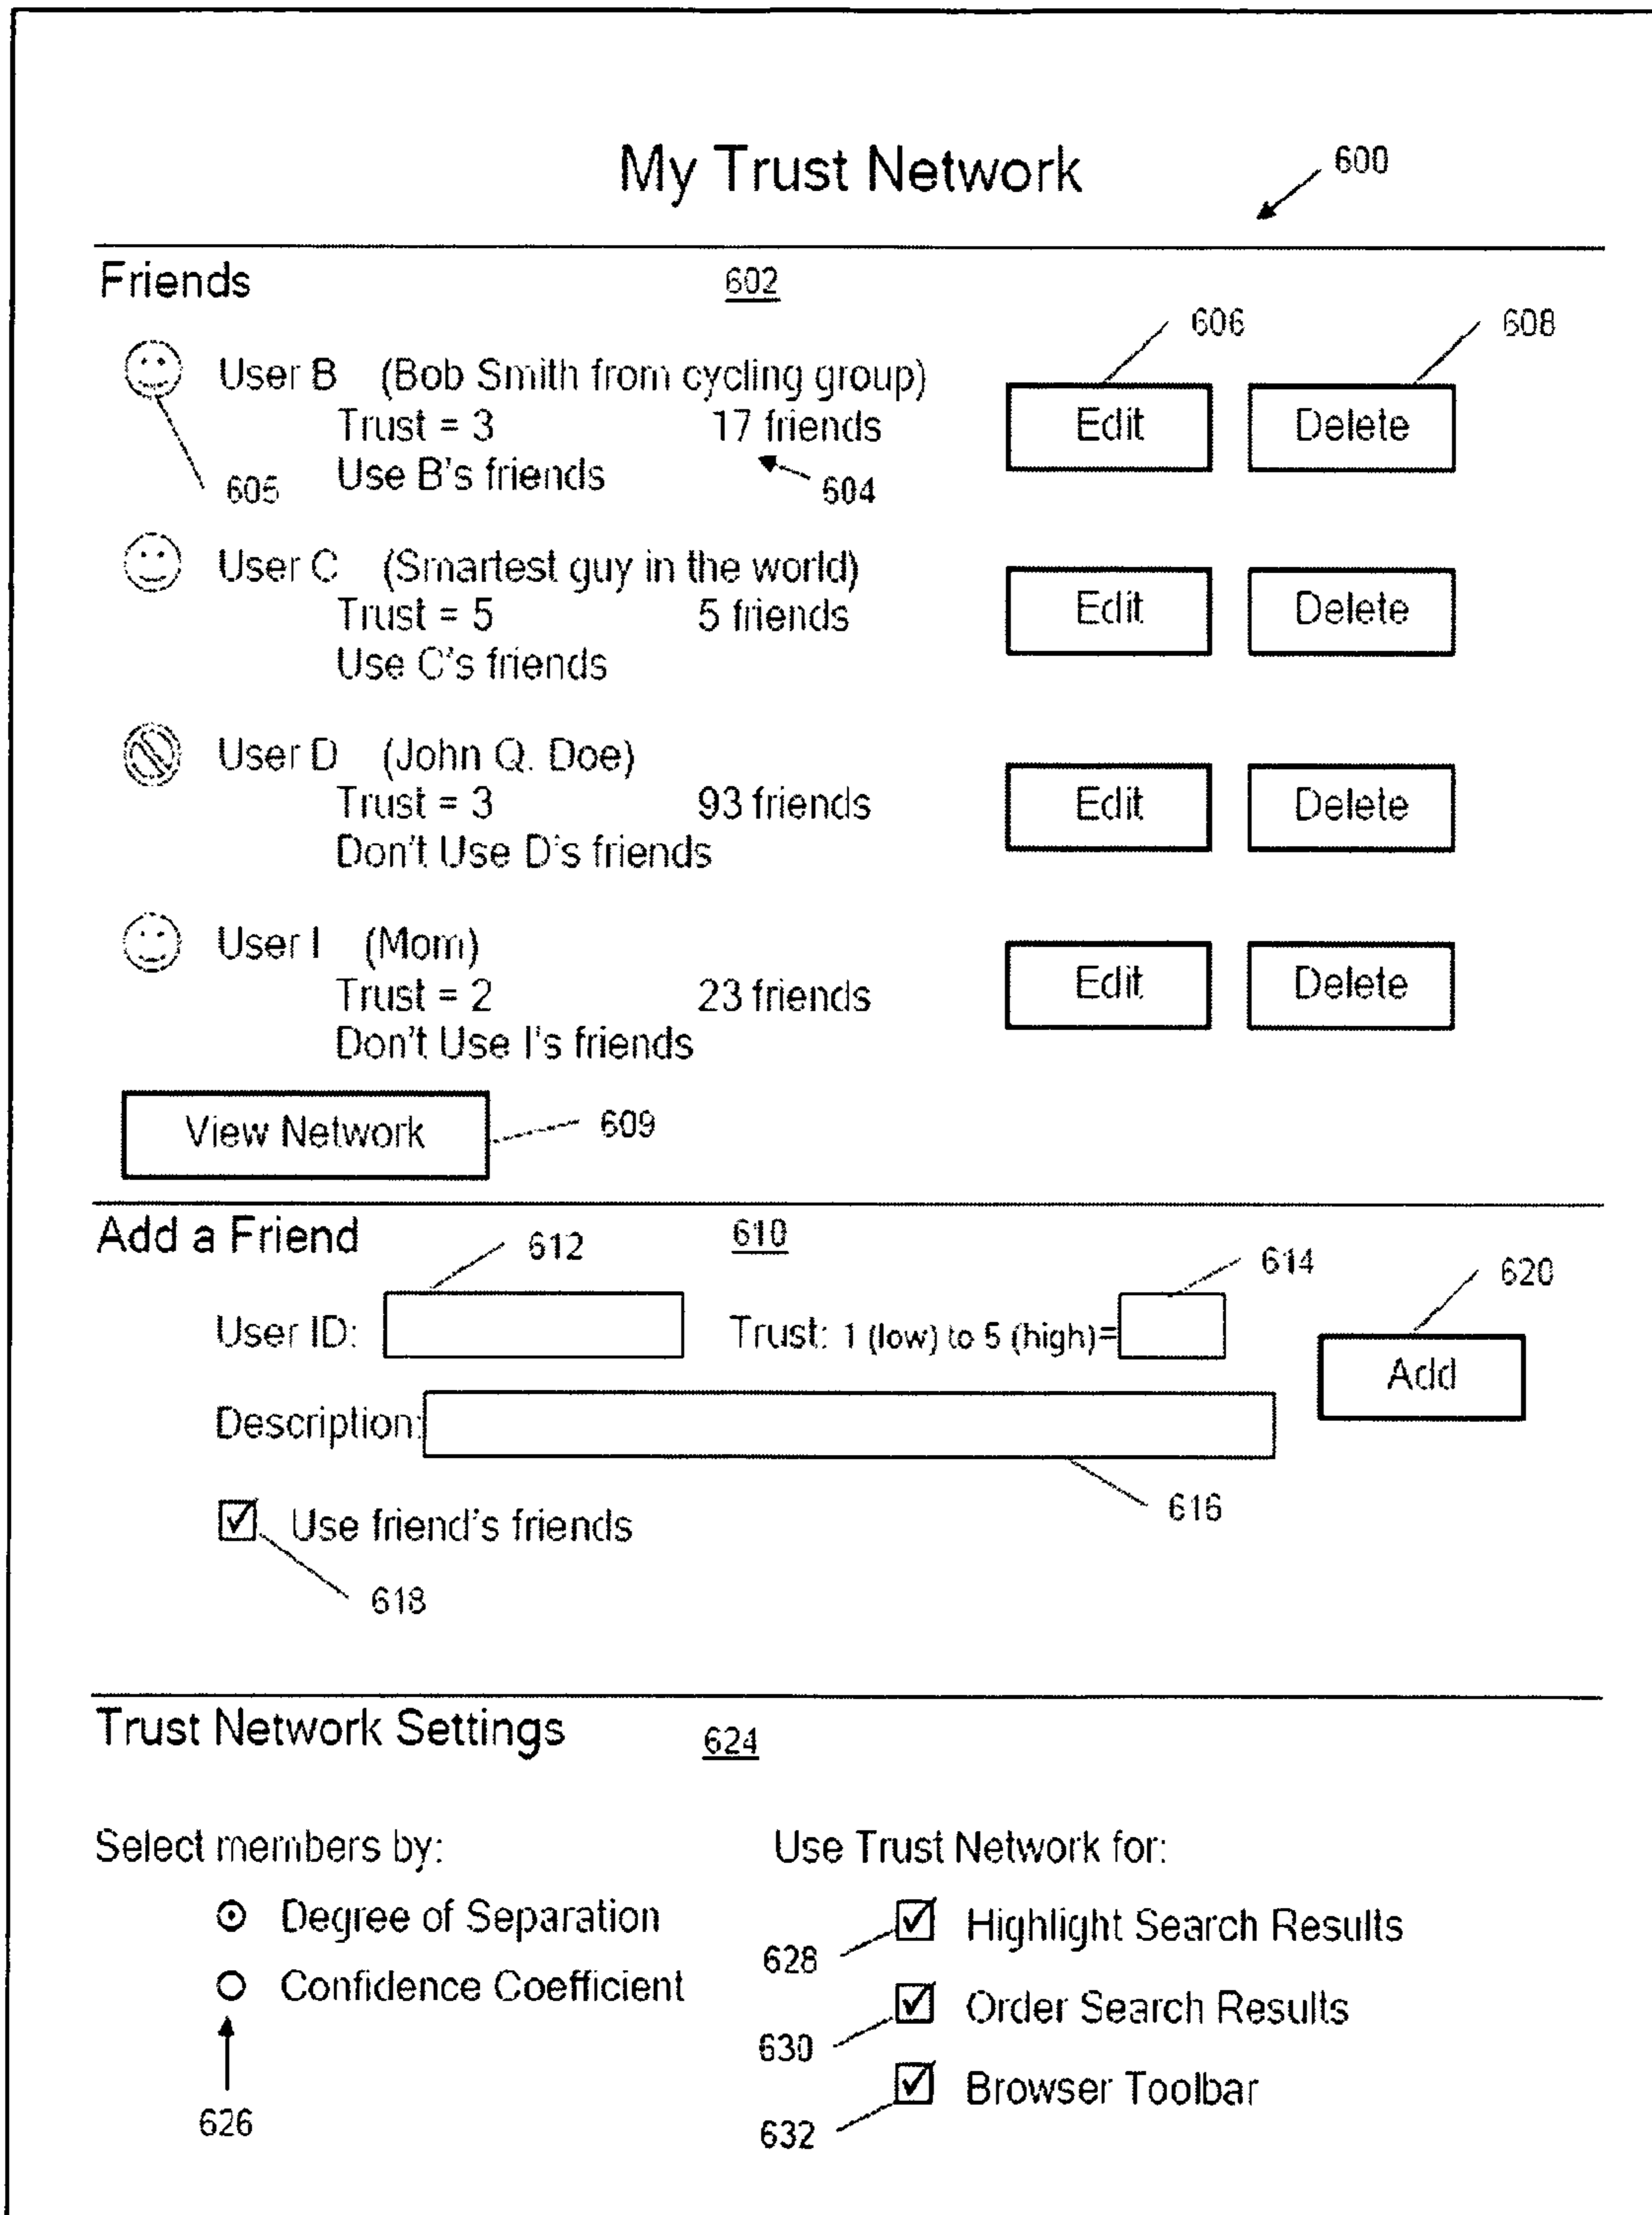 My Trust Network
600
Friends
602
606
608
User B (Bob Smith from cycling group)
Trust = 3 17 friends
Edit Delete
Use B's friends
605
604
User C (Smartest guy in the world)
Trust = 5 5 friends
Edit Delete
Use C's friends
User D (John Q. Doe)
Trust = 3 93 friends
Edit Delete
Don't Use D's friends
User I (Mom)
Trust = 2 23 friends
Edit Delete
Don't Use I's friends
View Network
609
Add a Friend
610
612
614
620
User ID: Trust: 1 (low) to 5 (high)=
Add
Description:
616
Use friend's friends
618
Trust Network Settings
624
Select members by: Use Trust Network for:
Degree of Separation Highlight Search Results
628
Confidence Coefficient Order Search Results
630
Browser Toolbar
626
632